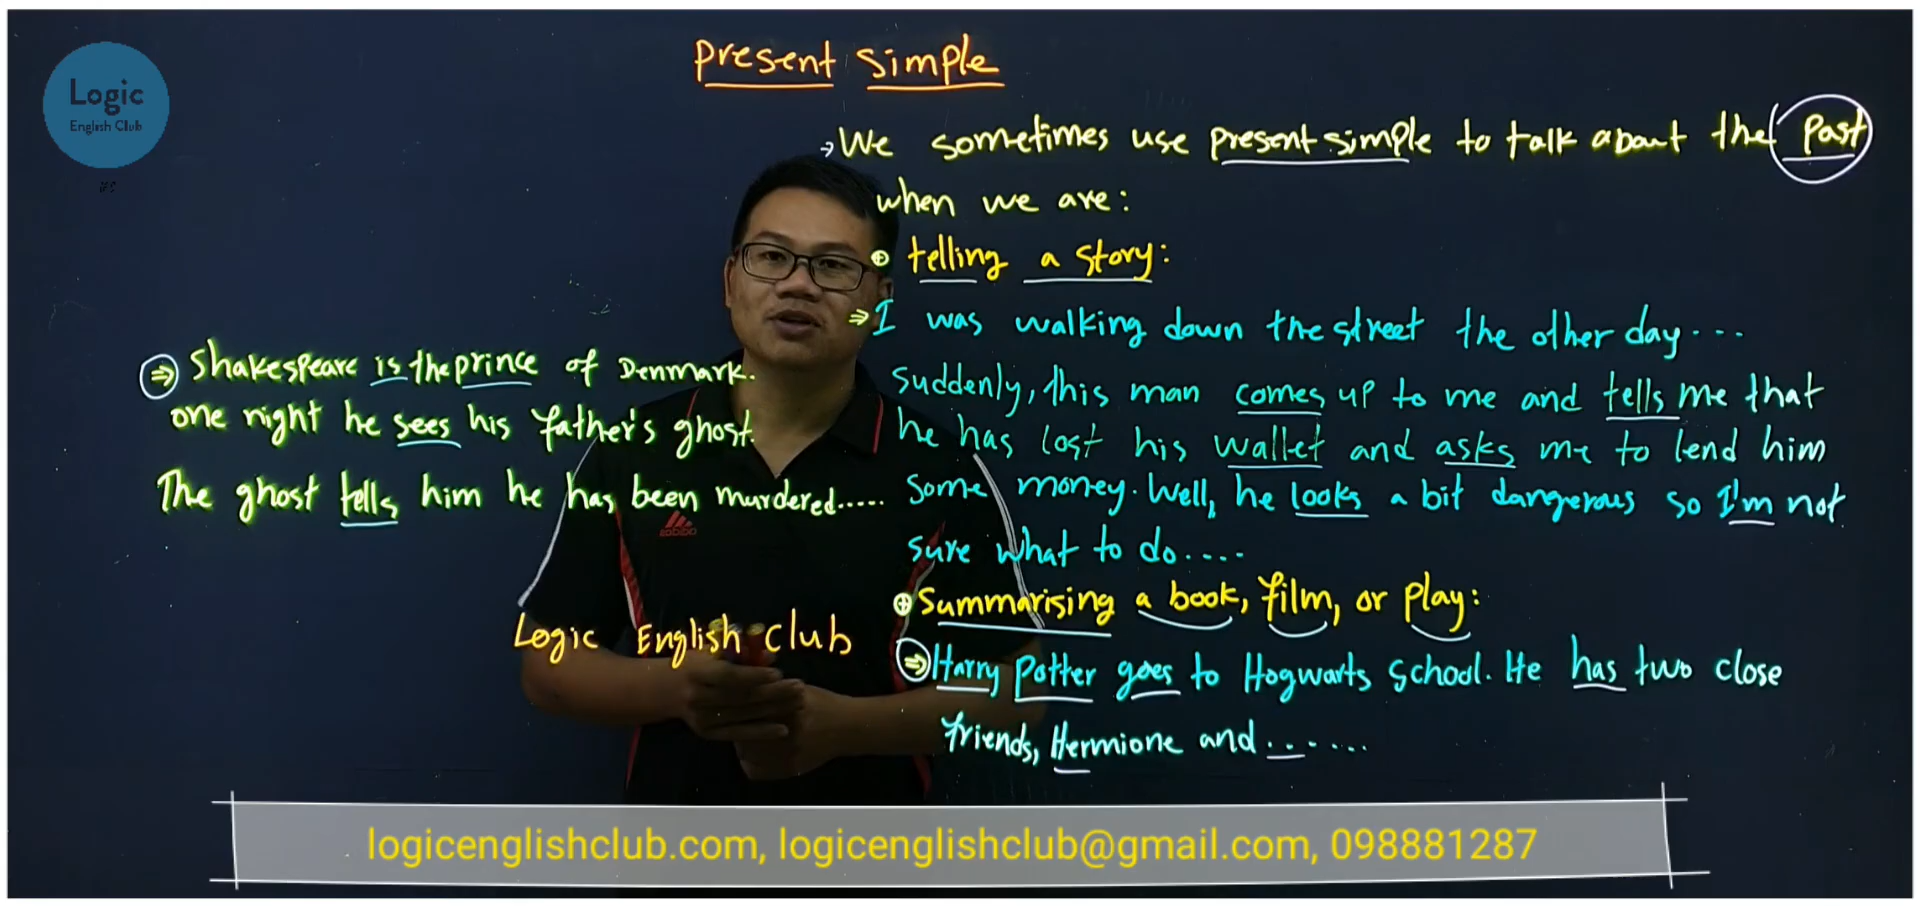 Logic
English Club
Present Simple
→ We sometimes use present simple to talk about the past
when we are:
⊕ telling a story:
⇒ I was walking down the street the other day...
suddenly, this man comes up to me and tells me that
he has lost his wallet and asks me to lend him
some money. Well, he looks a bit dangerous so I'm not
sure what to do....
⊕ Summarising a book, film, or play:
⇒ Harry Potter goes to Hogwarts school. He has two close
friends, Hermione and .......
⇒ Shakespeare is the prince of Denmark.
one night he sees his father's ghost.
The ghost tells him he has been murdered.....
adidas
Logic English Club
logicenglishclub.com, logicenglishclub@gmail.com, 098881287